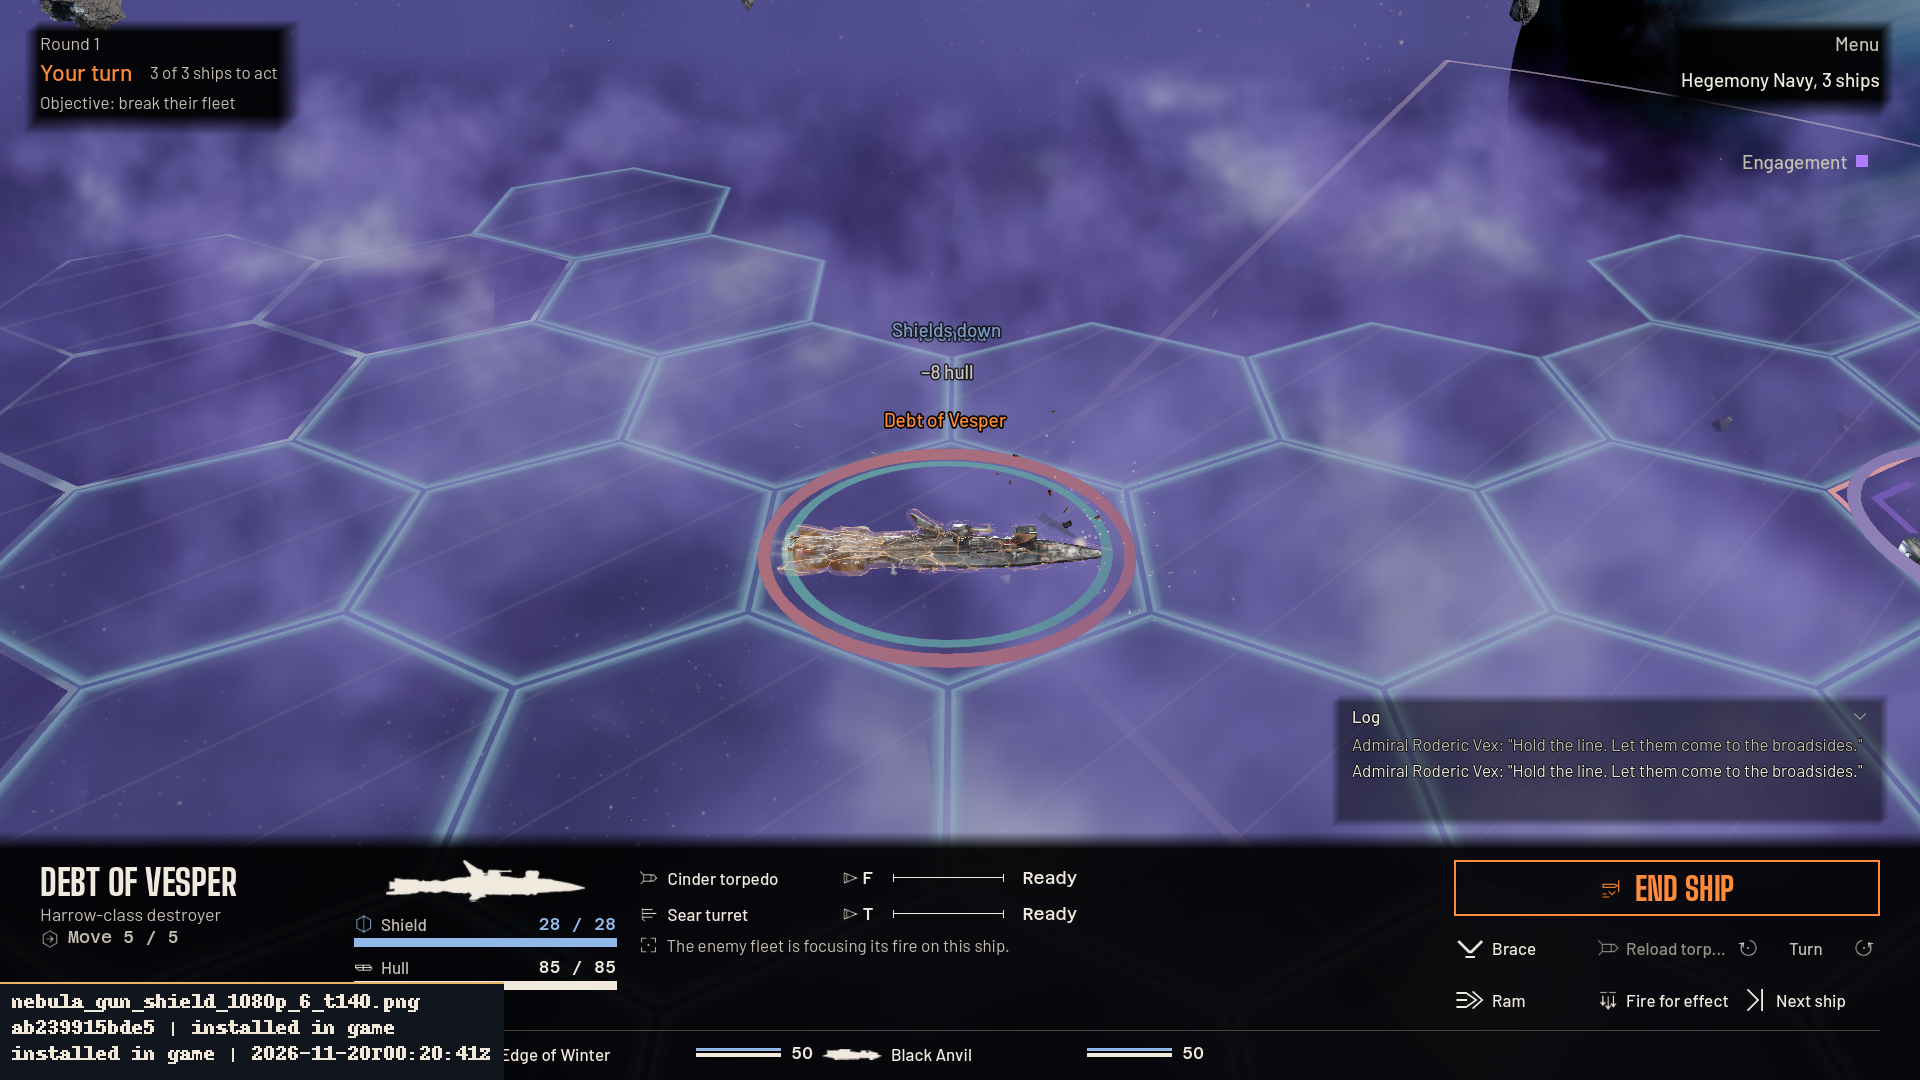 Round 1
Your turn 3 of 3 ships to act
Objective: break their fleet
Menu
Hegemony Navy, 3 ships
Engagement
Shields down
−8 hull
Debt of Vesper
Log
Admiral Roderic Vex: "Hold the line. Let them come to the broadsides."
Admiral Roderic Vex: "Hold the line. Let them come to the broadsides."
DEBT OF VESPER
Harrow-class destroyer
Move 5 / 5
Shield 28 / 28
Hull 85 / 85
Cinder torpedo F Ready
Sear turret T Ready
The enemy fleet is focusing its fire on this ship.
END SHIP
Brace Reload torp... Turn
Ram Fire for effect Next ship
nebula_gun_shield_1080p_6_t140.png
ab239915bde5 | installed in game
installed in game | 2026-11-20T00:20:41Z
Edge of Winter 50 Black Anvil 50